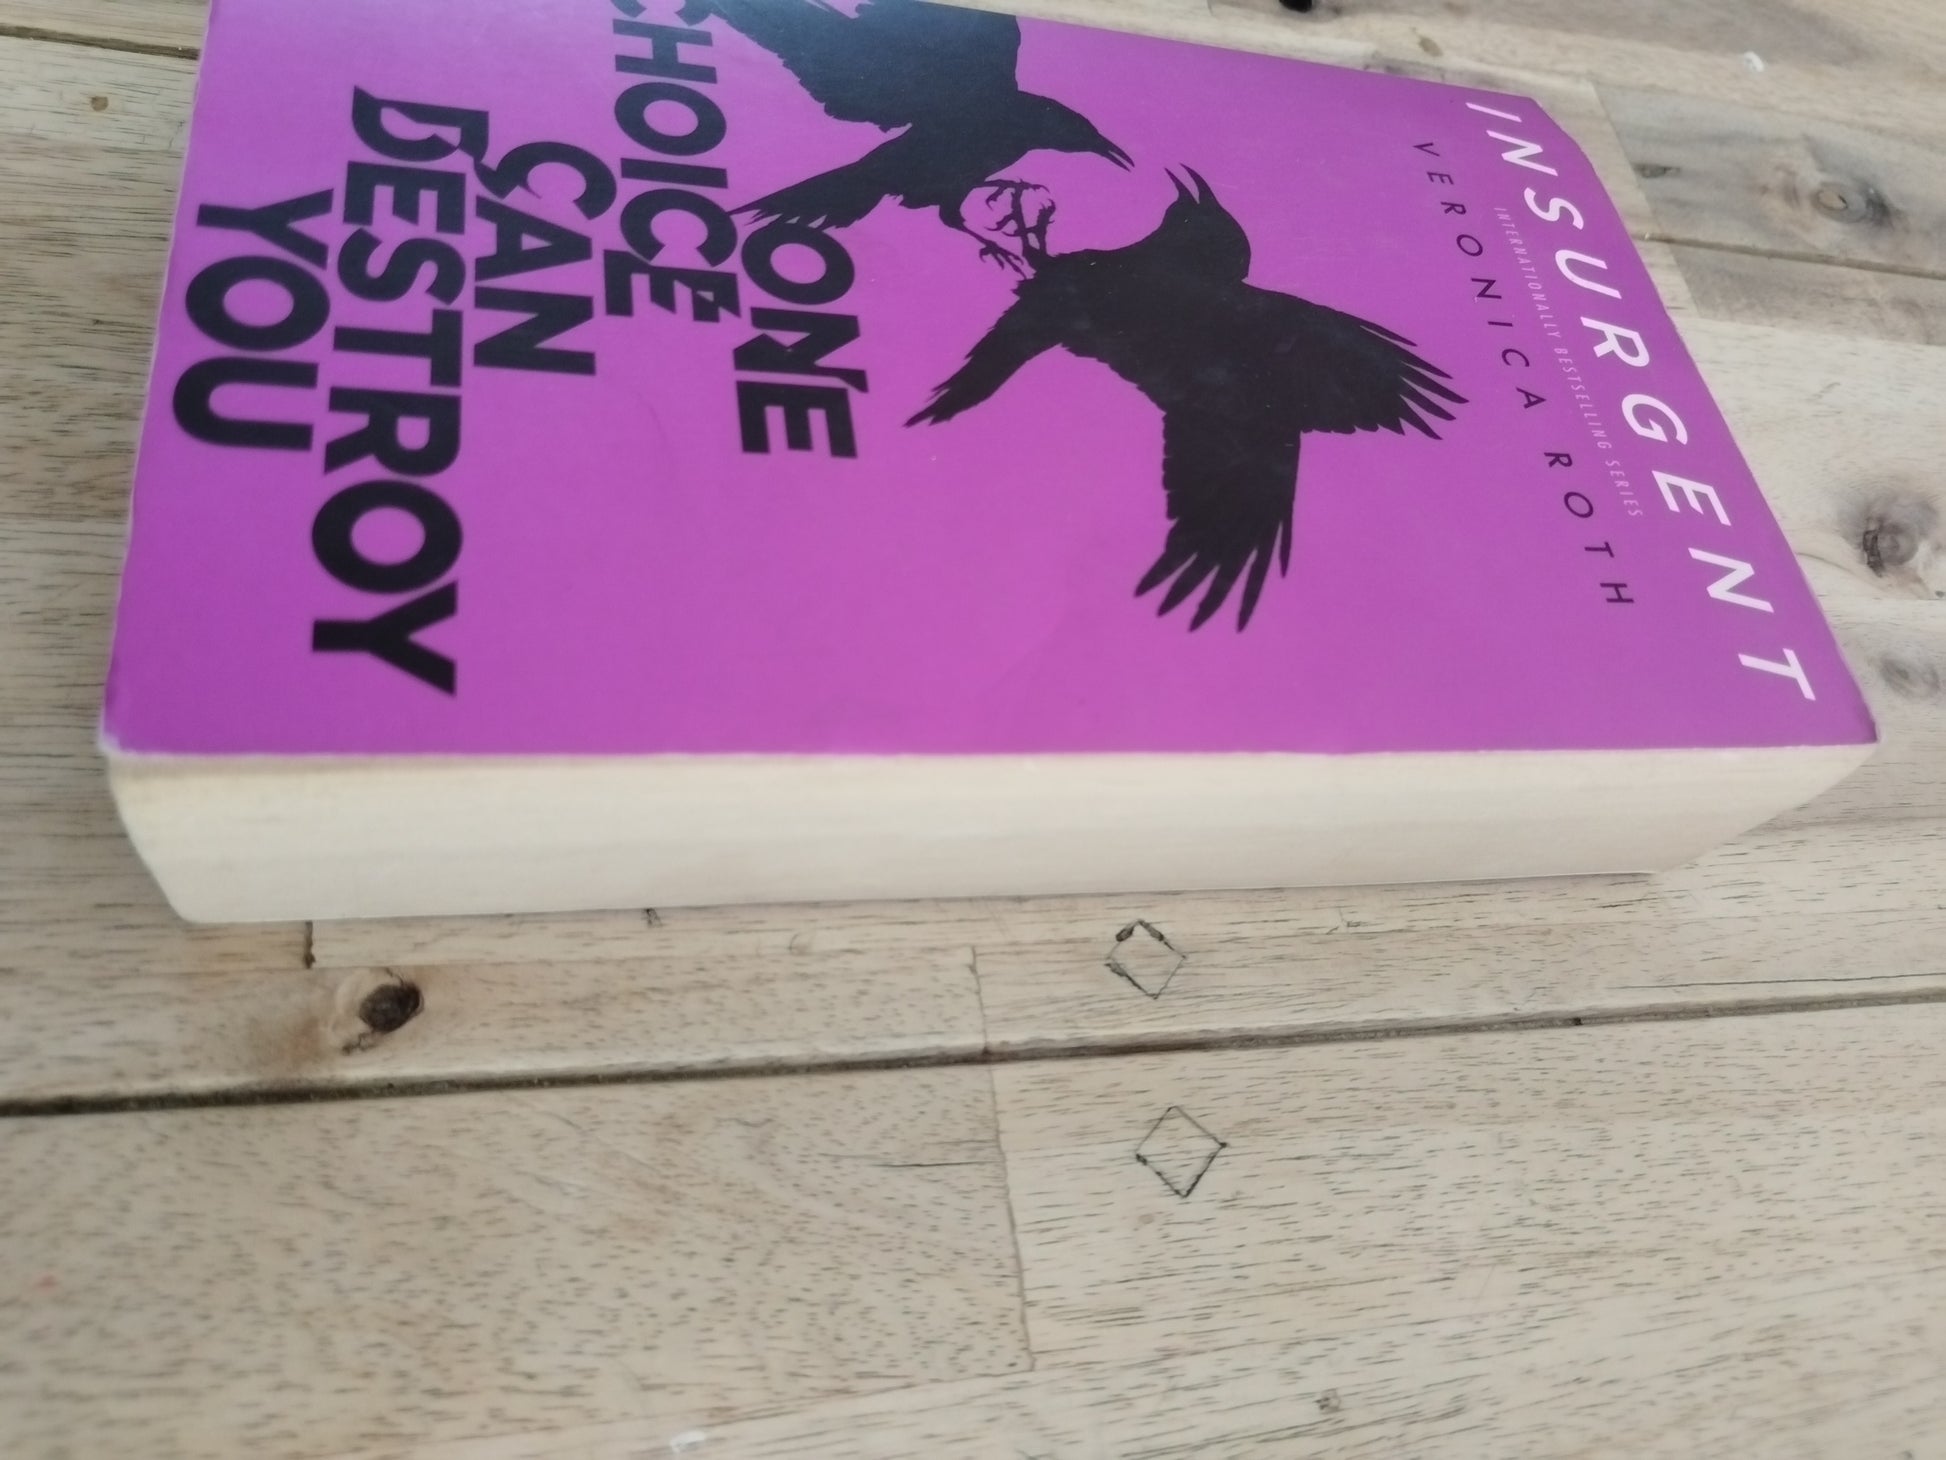 INSURGENT
INTERNATIONALLY BESTSELLING SERIES
VERONICA ROTH
ONE
CHOICE
CAN
DESTROY
YOU